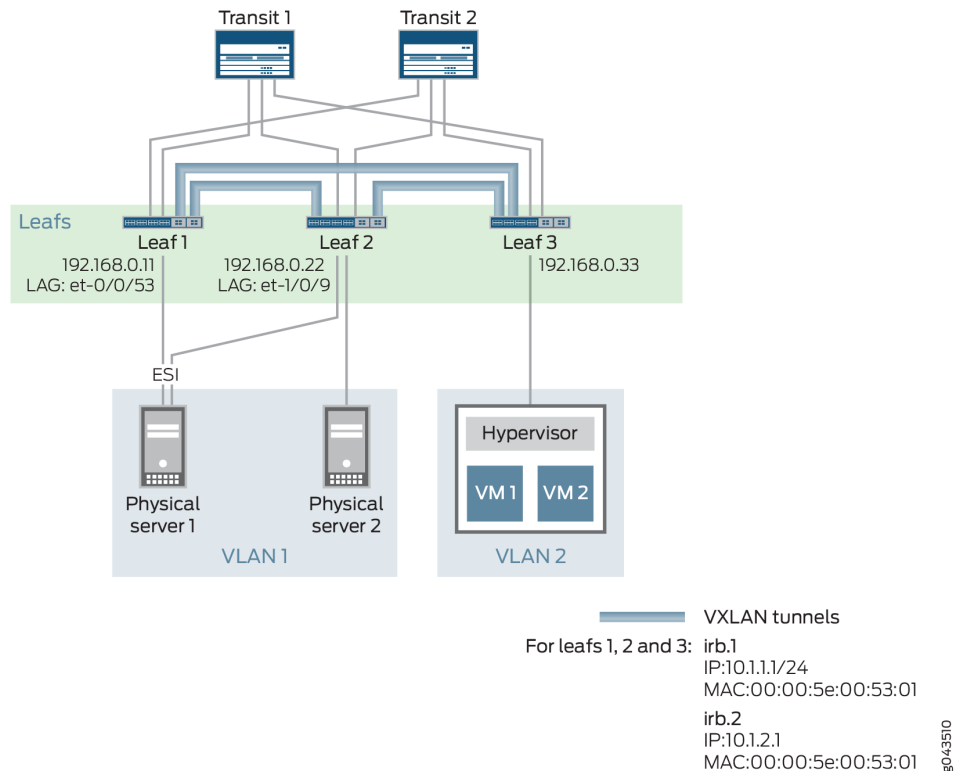 Transit 1
Transit 2
Leafs
Leaf 1
Leaf 2
Leaf 3
192.168.0.11
192.168.0.22
192.168.0.33
LAG: et-0/0/53
LAG: et-1/0/9
ESI
Hypervisor
VM 1
VM 2
Physical
server 1
Physical
server 2
VLAN 1
VLAN 2
VXLAN tunnels
For leafs 1, 2 and 3: irb.1
IP:10.1.1.1/24
MAC:00:00:5e:00:53:01
irb.2
IP:10.1.2.1
MAC:00:00:5e:00:53:01
g043510